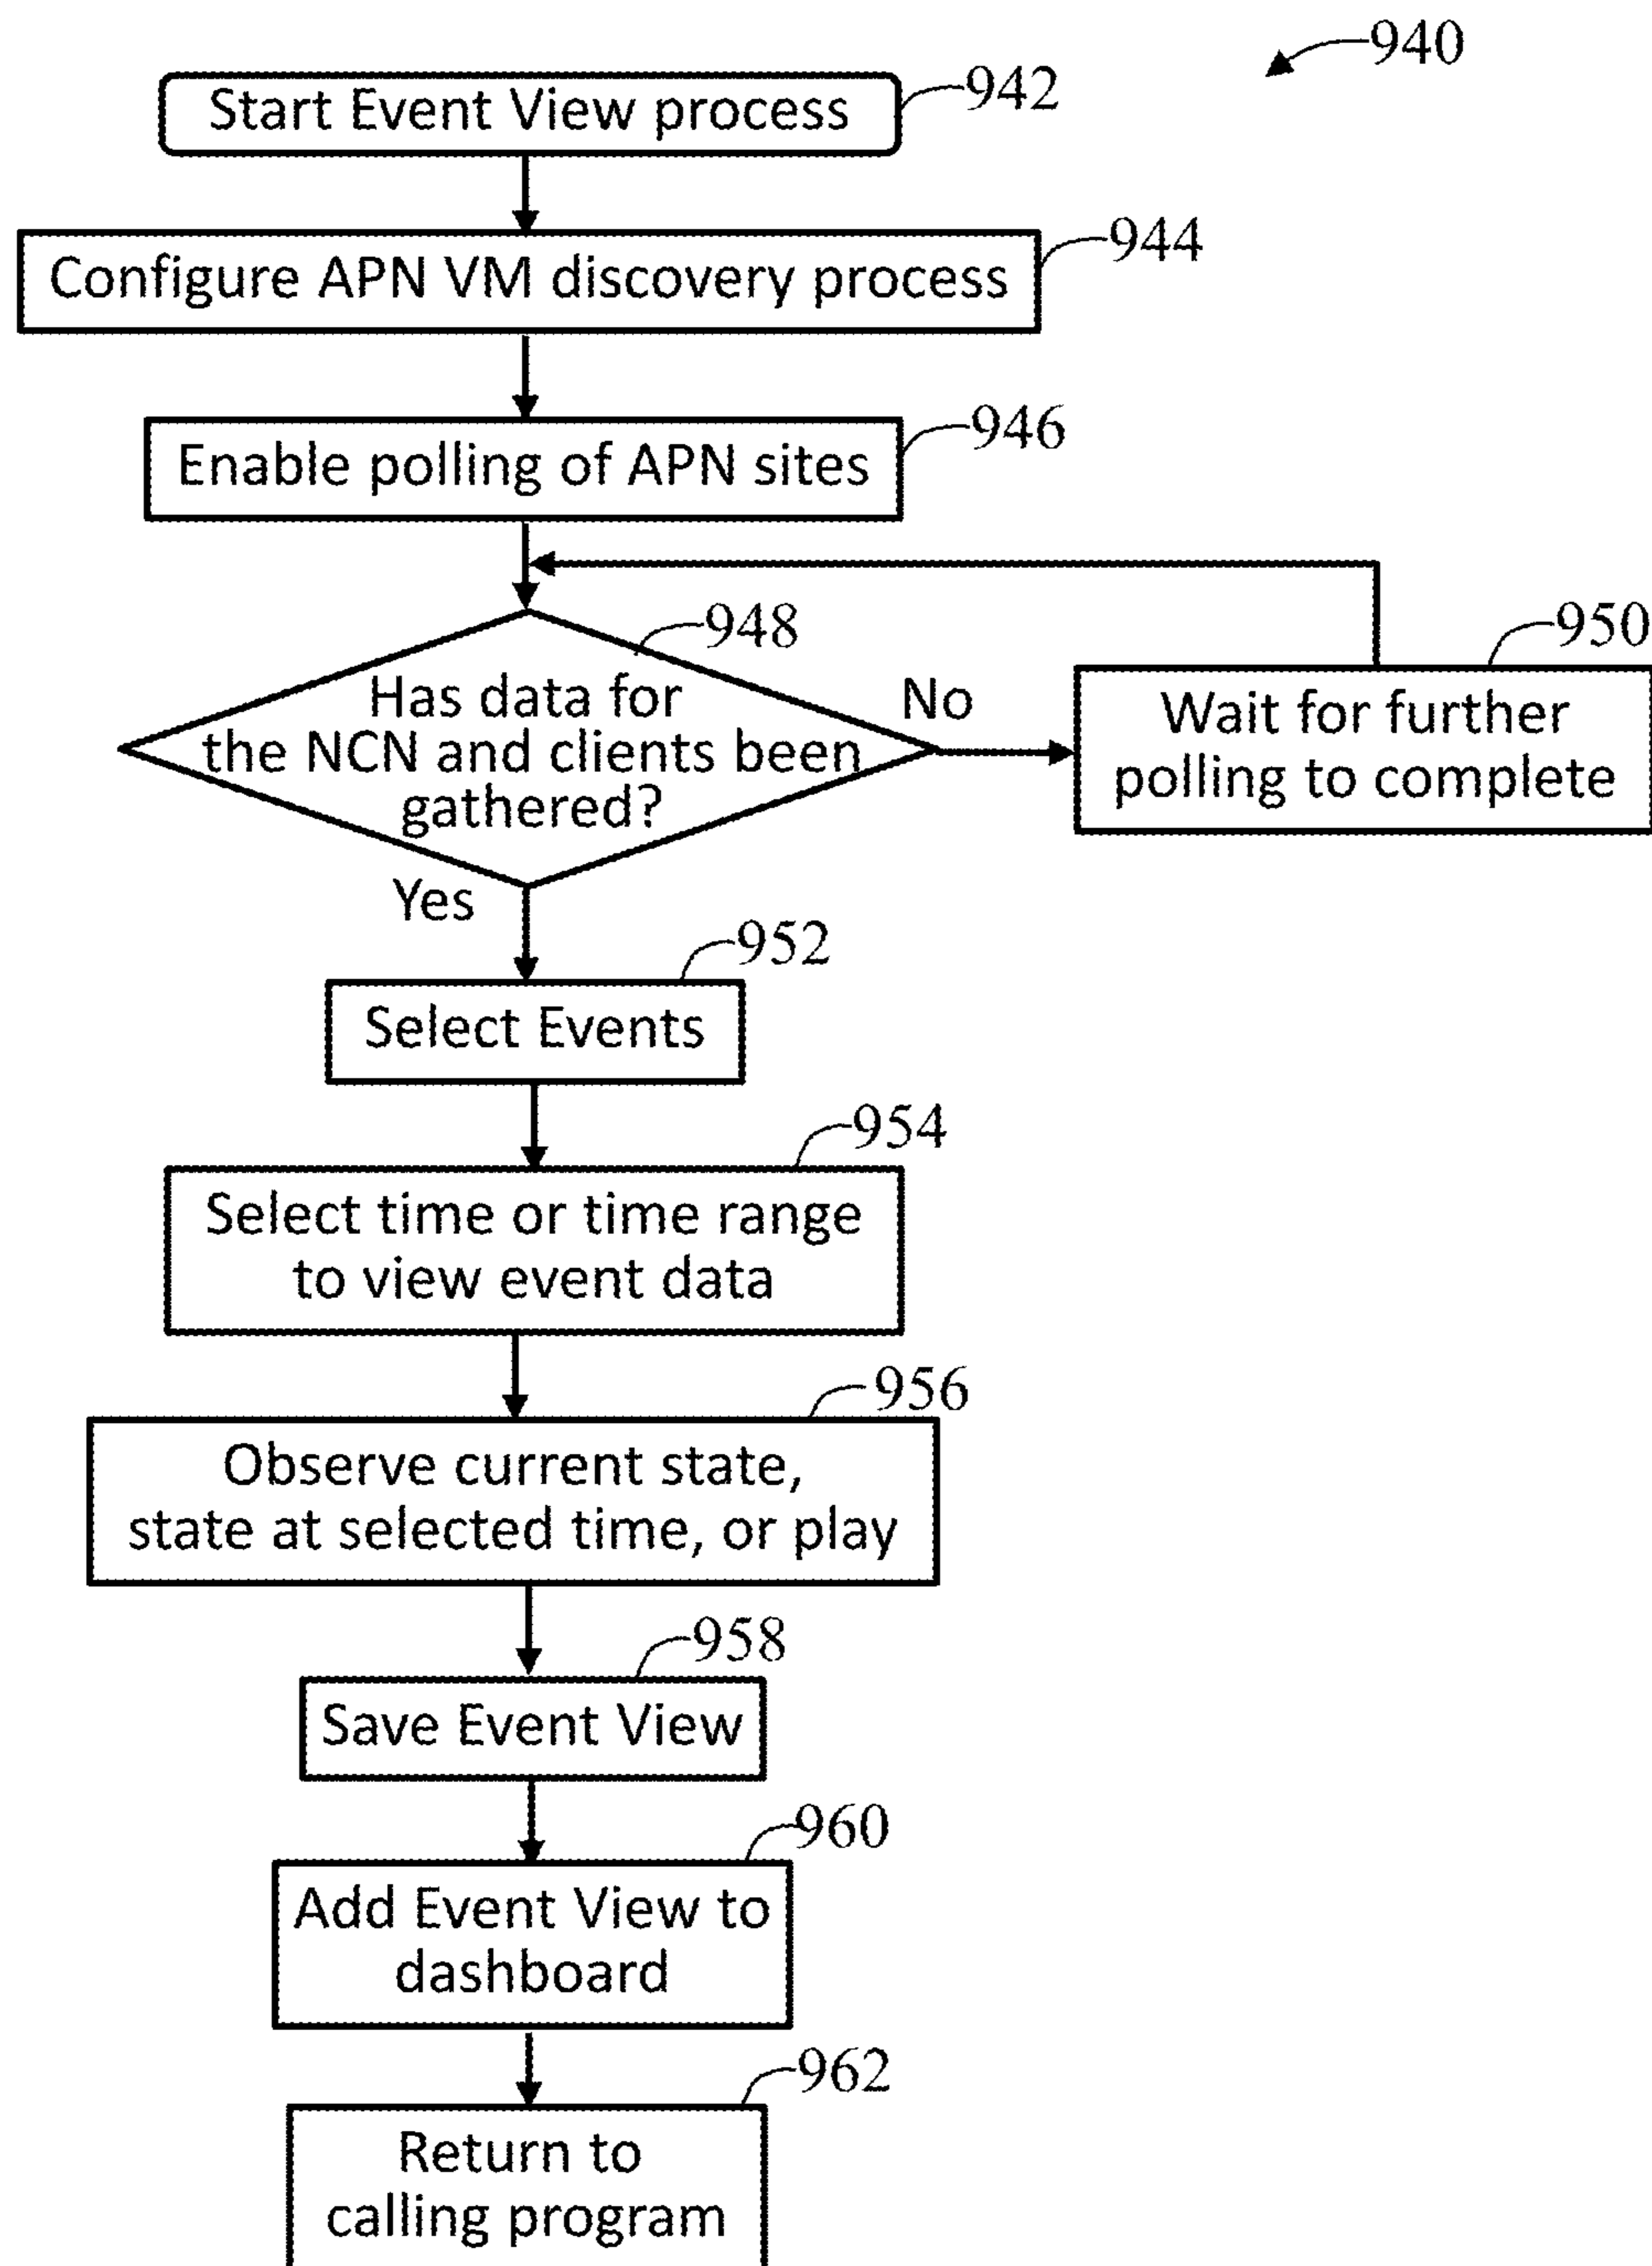 940
Start Event View process
942
Configure APN VM discovery process
944
Enable polling of APN sites
946
948
Has data for
the NCN and clients been
gathered?
No
Yes
950
Wait for further
polling to complete
952
Select Events
954
Select time or time range
to view event data
956
Observe current state,
state at selected time, or play
958
Save Event View
960
Add Event View to
dashboard
962
Return to
calling program